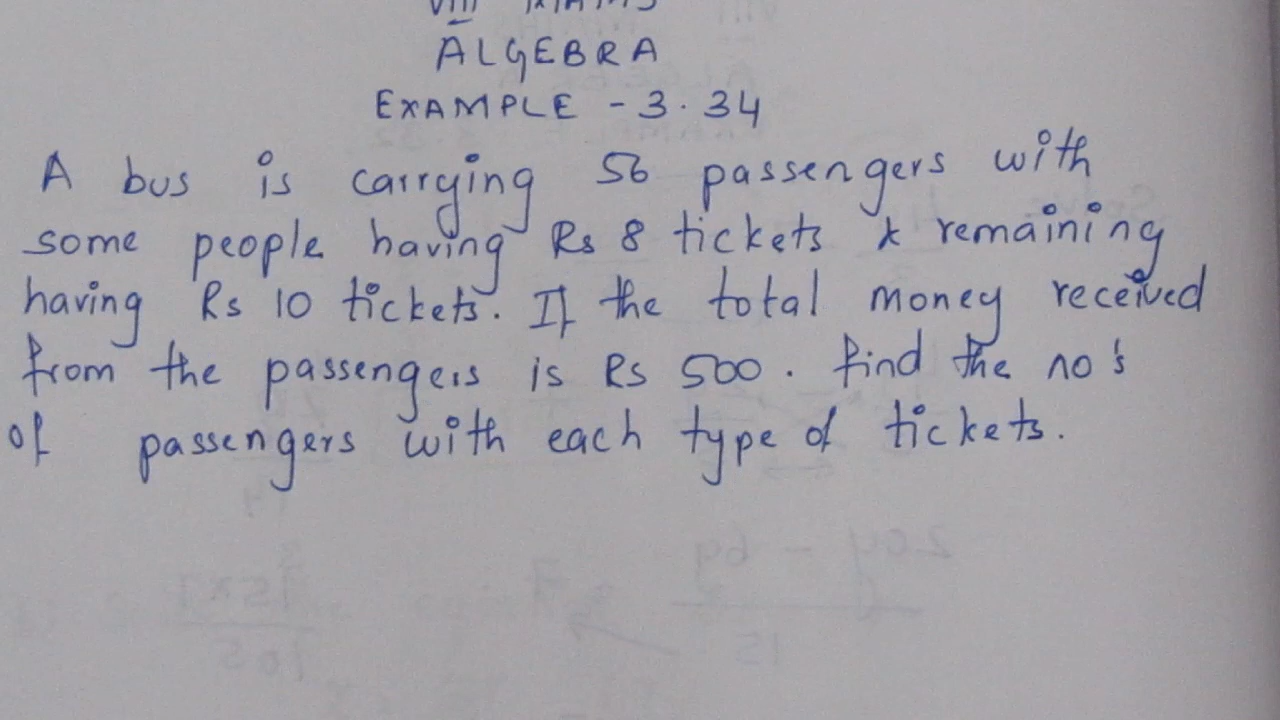 ALGEBRA
EXAMPLE - 3.34
A bus is carrying 56 passengers with
some people having Rs 8 tickets & remaining
having Rs 10 tickets. If the total money received
from the passengers is Rs 500. find the no's
of passengers with each type of tickets.